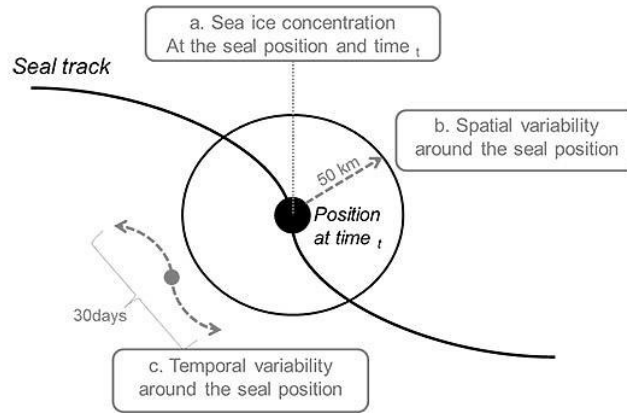 a. Sea ice concentration
At the seal position and time t
Seal track
b. Spatial variability
around the seal position
50 km
Position
at time t
30days
c. Temporal variability
around the seal position